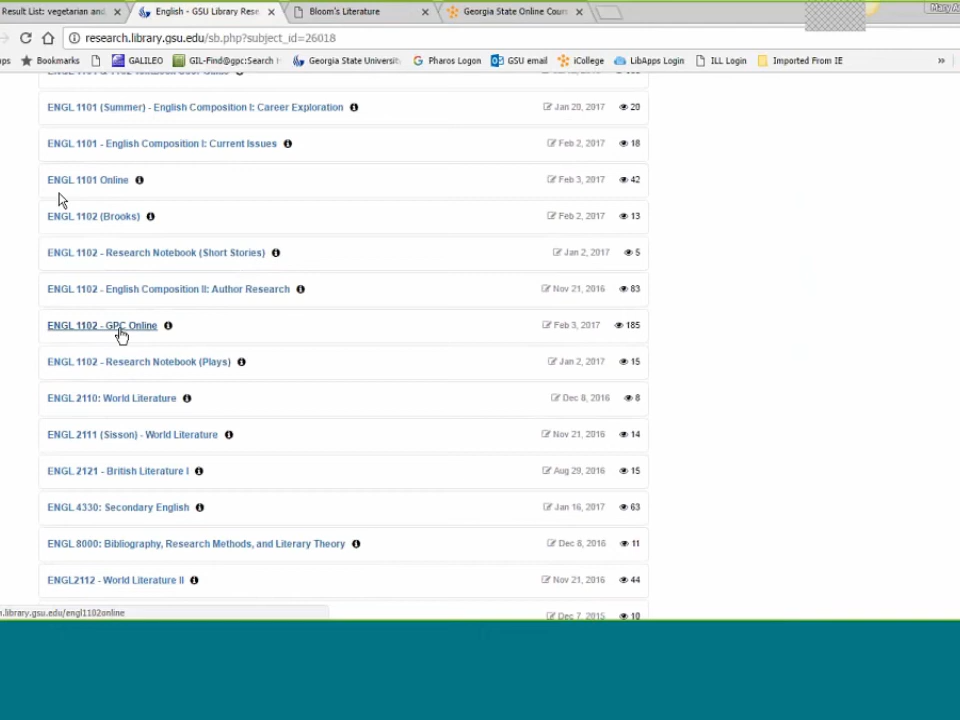 Result List: vegetarian and
English - GSU Library Rese
Bloom's Literature
Georgia State Online Cour
research.library.gsu.edu/sb.php?subject_id=26018
ps Bookmarks GALILEO GIL-Find@gpc:Search Georgia State Universit Pharos Logon GSU email iCollege LibApps Login ILL Login Imported From IE »
ENGL 1101 (Summer) - English Composition I: Career Exploration Jan 20, 2017 20
ENGL 1101 - English Composition I: Current Issues Feb 2, 2017 18
ENGL 1101 Online Feb 3, 2017 42
ENGL 1102 (Brooks) Feb 2, 2017 13
ENGL 1102 - Research Notebook (Short Stories) Jan 2, 2017 5
ENGL 1102 - English Composition II: Author Research Nov 21, 2016 83
ENGL 1102 - GPC Online Feb 3, 2017 185
ENGL 1102 - Research Notebook (Plays) Jan 2, 2017 15
ENGL 2110: World Literature Dec 8, 2016 8
ENGL 2111 (Sisson) - World Literature Nov 21, 2016 14
ENGL 2121 - British Literature I Aug 29, 2016 15
ENGL 4330: Secondary English Jan 16, 2017 63
ENGL 8000: Bibliography, Research Methods, and Literary Theory Dec 8, 2016 11
ENGL2112 - World Literature II Nov 21, 2016 44
.library.gsu.edu/engl1102online
Dec 7, 2015 10